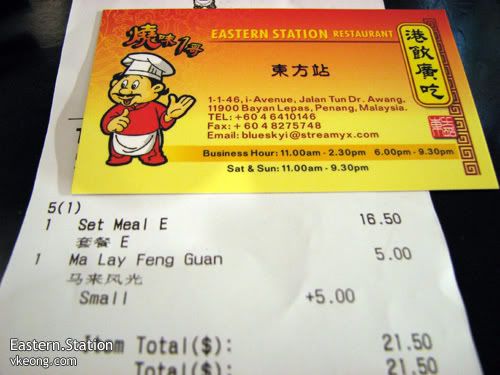 燒味1哥
EASTERN STATION RESTAURANT
港飲廣吃
東方站
1-1-46, i-Avenue, Jalan Tun Dr. Awang,
11900 Bayan Lepas, Penang, Malaysia.
TEL: +60 4 6410146
Fax: +60 4 8275748
Email: blueskyi@streamyx.com
Business Hour: 11.00am - 2.30pm 6.00pm - 9.30pm
Sat & Sun: 11.00am - 9.30pm
5(1)
1 Set Meal E 16.50
套餐 E
1 Ma Lay Feng Guan 5.00
马来风光
Small +5.00
Item Total($): 21.50
Total($): 21.50
Eastern.Station
vkeong.com